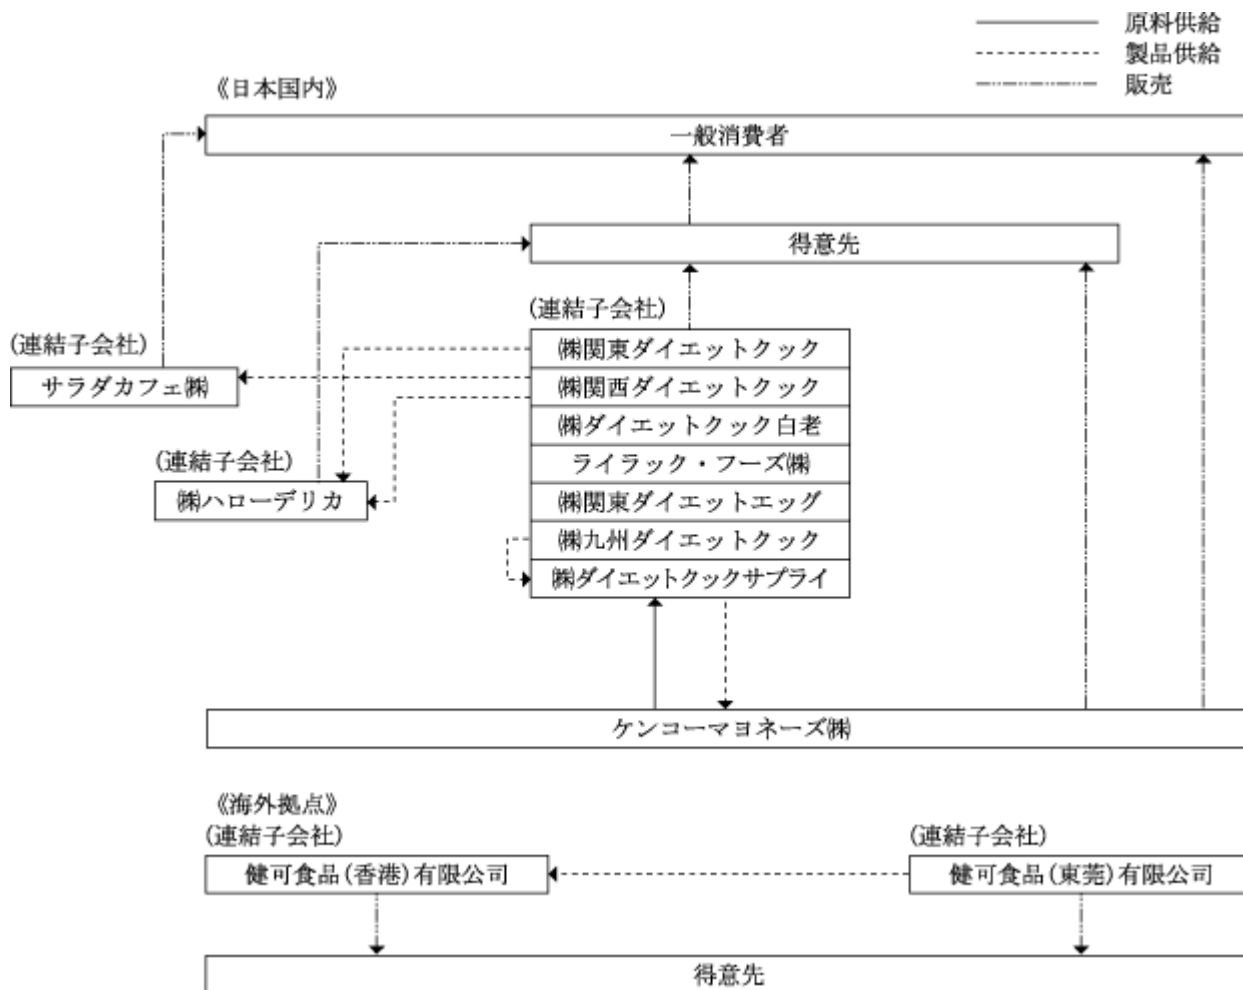 原料供給
製品供給
販売
《日本国内》
一般消費者
得意先
(連結子会社)
(連結子会社)
㈱関東ダイエットクック
サラダカフェ㈱
㈱関西ダイエットクック
㈱ダイエットクック白老
(連結子会社)
ライラック・フーズ㈱
㈱ハローデリカ
㈱関東ダイエットエッグ
㈱九州ダイエットクック
㈱ダイエットクックサプライ
ケンコーマヨネーズ㈱
《海外拠点》
(連結子会社)
(連結子会社)
健可食品(香港)有限公司
健可食品(東莞)有限公司
得意先